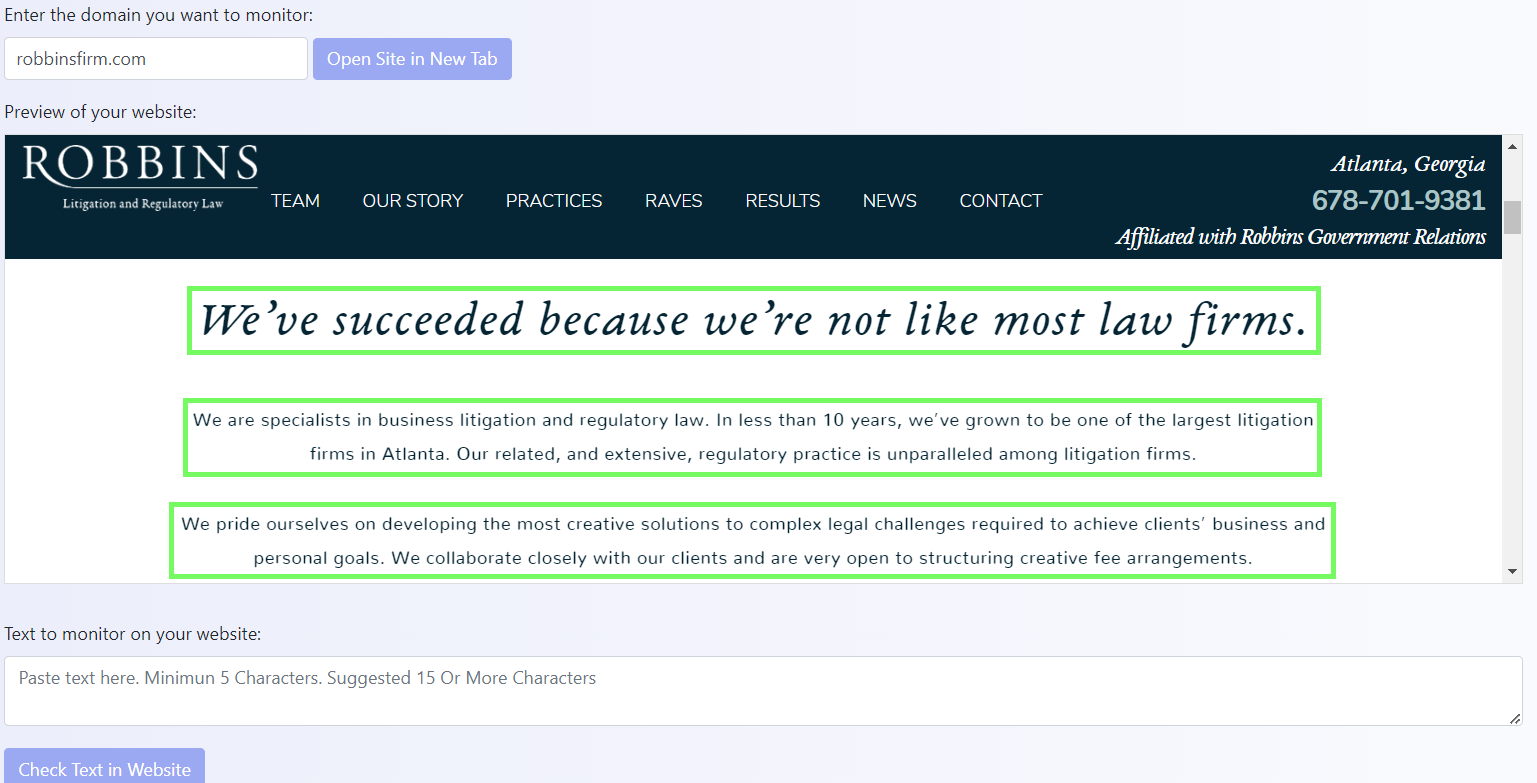 Enter the domain you want to monitor:
robbinsfirm.com
Open Site in New Tab
Preview of your website:
ROBBINS
Litigation and Regulatory Law
TEAM OUR STORY PRACTICES RAVES RESULTS NEWS CONTACT
Atlanta, Georgia
678-701-9381
Affiliated with Robbins Government Relations
We’ve succeeded because we’re not like most law firms.
We are specialists in business litigation and regulatory law. In less than 10 years, we’ve grown to be one of the largest litigation
firms in Atlanta. Our related, and extensive, regulatory practice is unparalleled among litigation firms.
We pride ourselves on developing the most creative solutions to complex legal challenges required to achieve clients’ business and
personal goals. We collaborate closely with our clients and are very open to structuring creative fee arrangements.
Text to monitor on your website:
Paste text here. Minimun 5 Characters. Suggested 15 Or More Characters
Check Text in Website